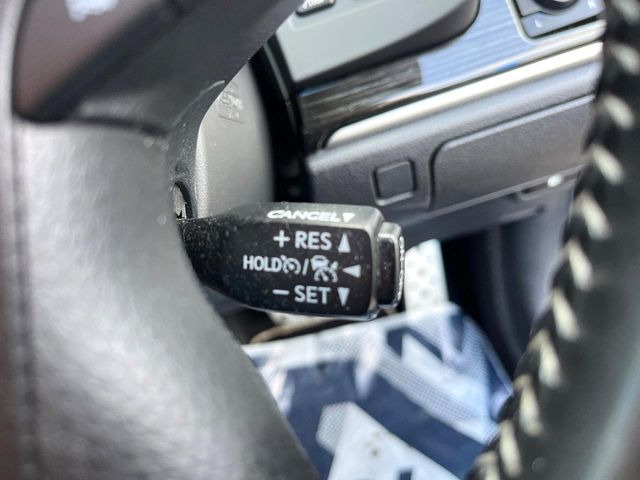 CANCEL▼
+ RES ▲
HOLD / ◀
− SET ▼